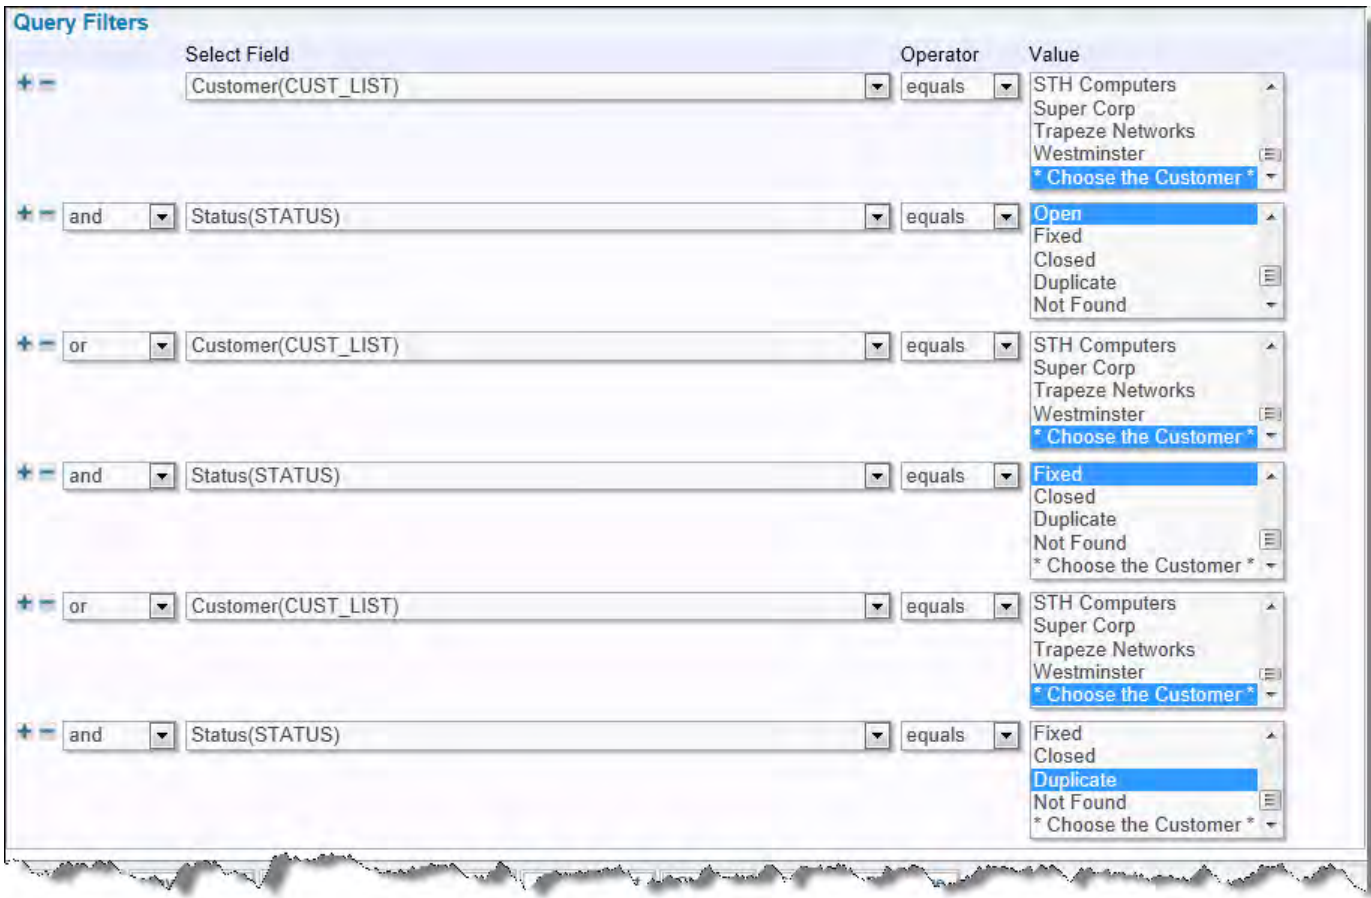 Query Filters
Select Field Operator Value
Customer(CUST_LIST) equals STH Computers
Super Corp
Trapeze Networks
Westminster
* Choose the Customer *
and Status(STATUS) equals Open
Fixed
Closed
Duplicate
Not Found
or Customer(CUST_LIST) equals STH Computers
Super Corp
Trapeze Networks
Westminster
* Choose the Customer *
and Status(STATUS) equals Fixed
Closed
Duplicate
Not Found
* Choose the Customer *
or Customer(CUST_LIST) equals STH Computers
Super Corp
Trapeze Networks
Westminster
* Choose the Customer *
and Status(STATUS) equals Fixed
Closed
Duplicate
Not Found
* Choose the Customer *